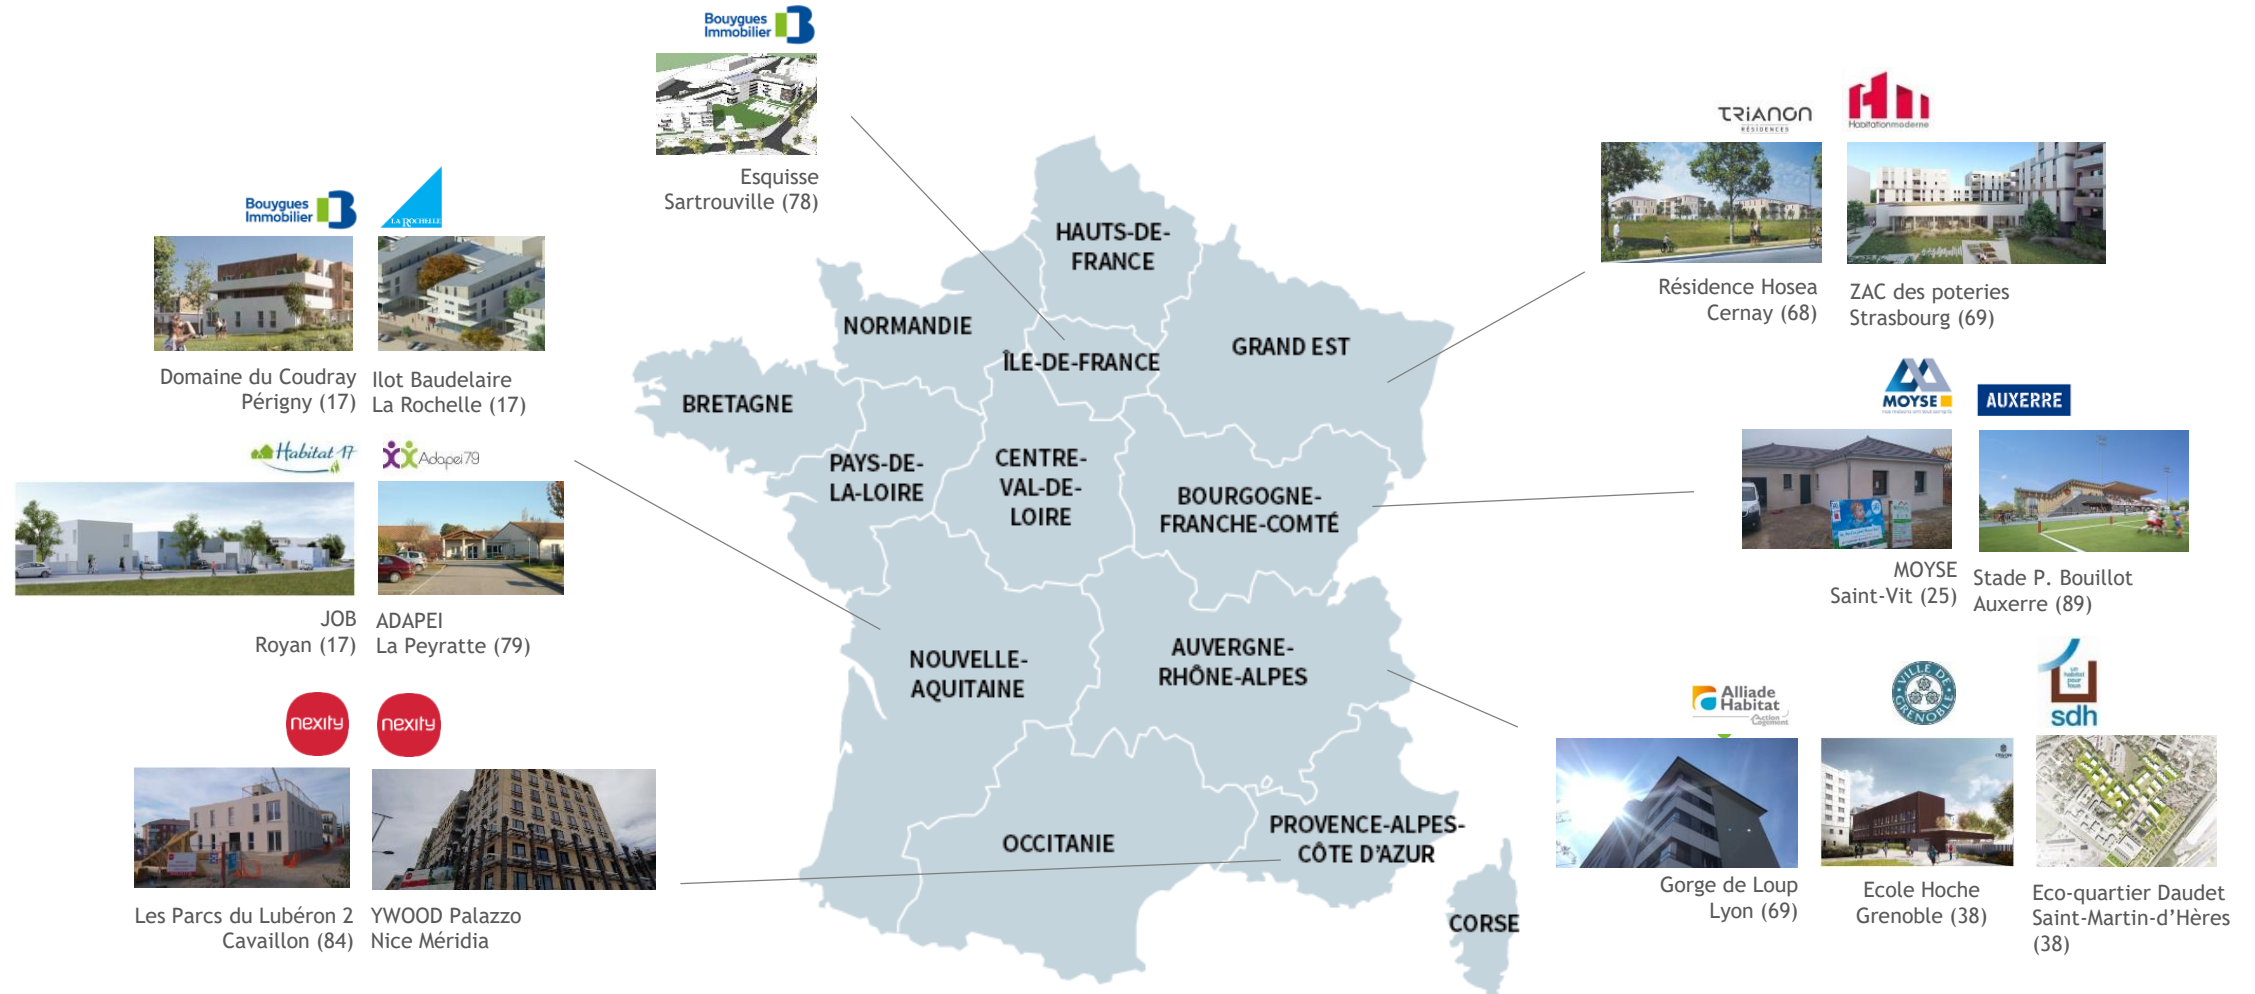 Bouygues
Immobilier
Esquisse
Sartrouville (78)
Bouygues
Immobilier
LA ROCHELLE
Domaine du Coudray
Périgny (17)
Ilot Baudelaire
La Rochelle (17)
Habitat 17
Adapei79
JOB
Royan (17)
ADAPEI
La Peyratte (79)
nexity
nexity
Les Parcs du Lubéron 2
Cavaillon (84)
YWOOD Palazzo
Nice Méridia
HAUTS-DE-
FRANCE
NORMANDIE
ÎLE-DE-FRANCE
GRAND EST
BRETAGNE
PAYS-DE-
LA-LOIRE
CENTRE-
VAL-DE-
LOIRE
BOURGOGNE-
FRANCHE-COMTÉ
NOUVELLE-
AQUITAINE
AUVERGNE-
RHÔNE-ALPES
OCCITANIE
PROVENCE-ALPES-
CÔTE D'AZUR
CORSE
TRIANON
RÉSIDENCES
Habitationmoderne
Résidence Hosea
Cernay (68)
ZAC des poteries
Strasbourg (69)
MOYSE
AUXERRE
MOYSE
Saint-Vit (25)
Stade P. Bouillot
Auxerre (89)
Alliade
Habitat
Action
Logement
VILLE DE
GRENOBLE
un
habitat
pour
tous
sdh
Gorge de Loup
Lyon (69)
Ecole Hoche
Grenoble (38)
Eco-quartier Daudet
Saint-Martin-d’Hères
(38)